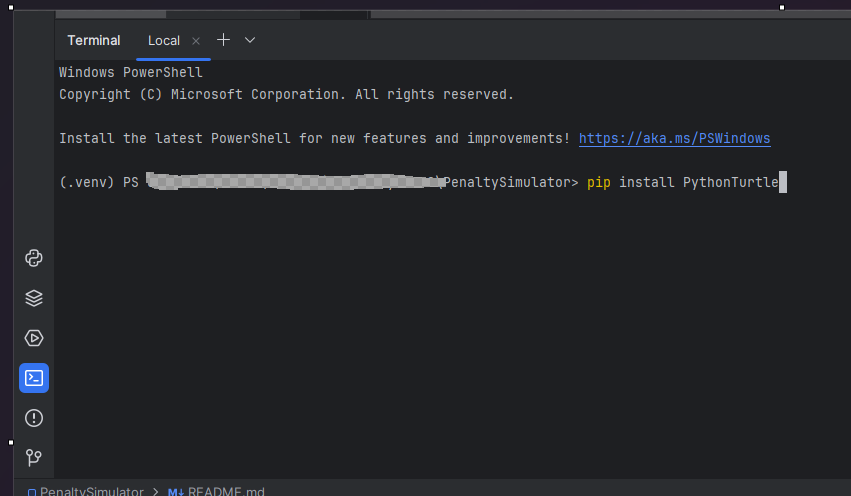 Terminal Local
Windows PowerShell
Copyright (C) Microsoft Corporation. All rights reserved.
Install the latest PowerShell for new features and improvements! https://aka.ms/PSWindows
(.venv) PS \PenaltySimulator> pip install PythonTurtle
PenaltySimulator > M↓ README.md